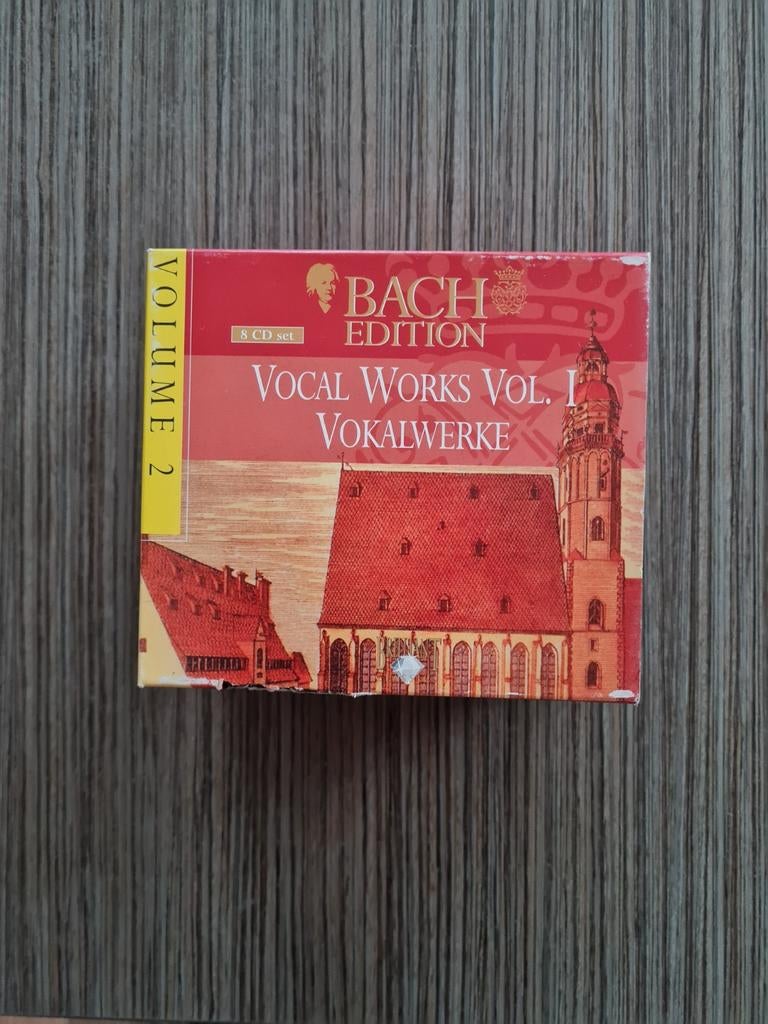 VOLUME 2
BACH
EDITION
8 CD set
VOCAL WORKS VOL. I
VOKALWERKE